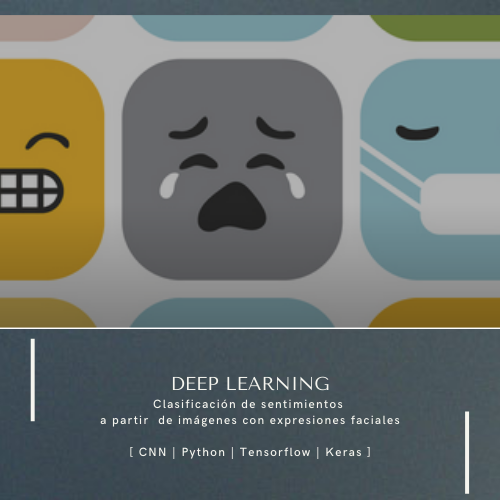 DEEP LEARNING
Clasificación de sentimientos
a partir de imágenes con expresiones faciales
[ CNN | Python | Tensorflow | Keras ]